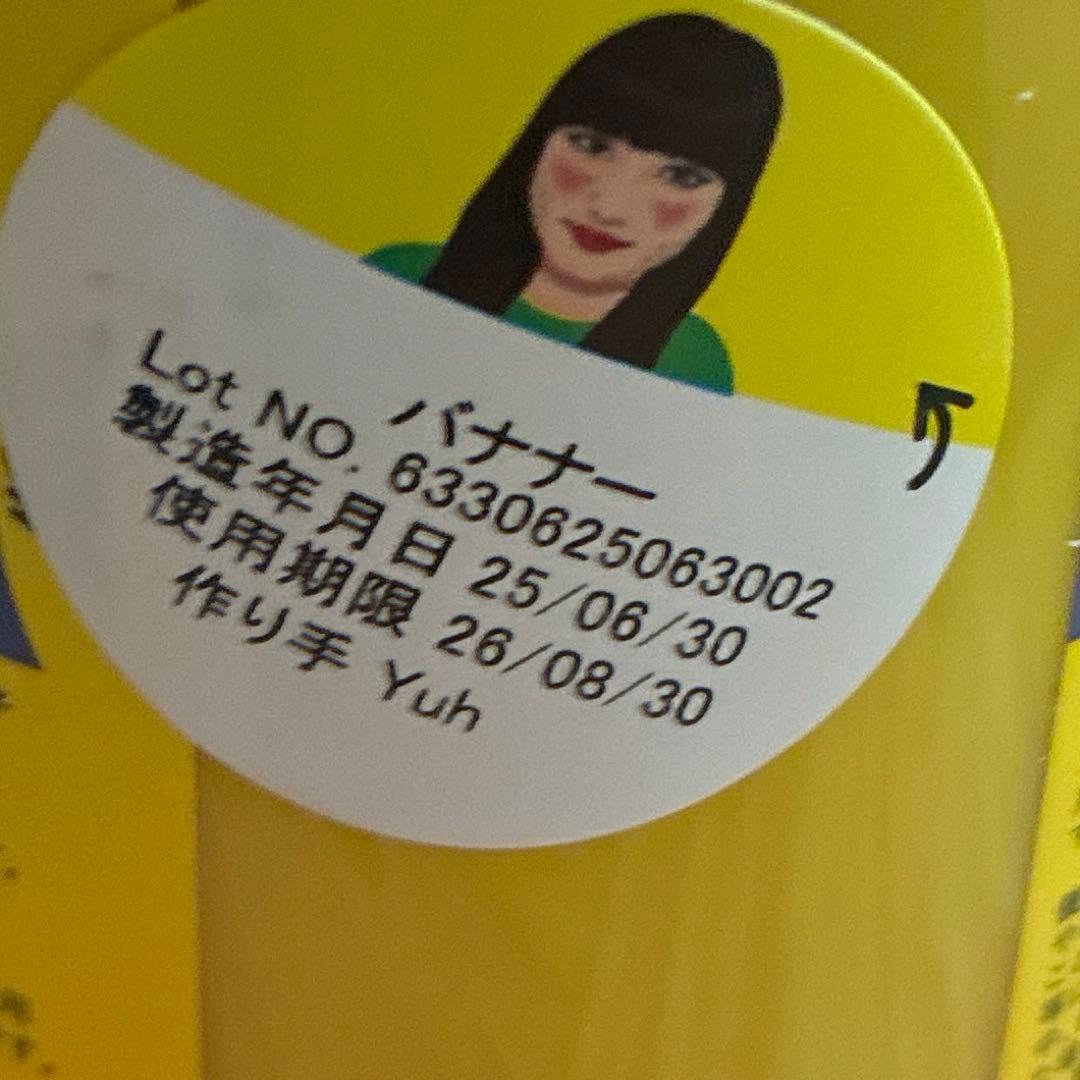 バナナー
Lot NO. 6330625063002
製造年月日 25/06/30
使用期限 26/08/30
作り手 Yuh